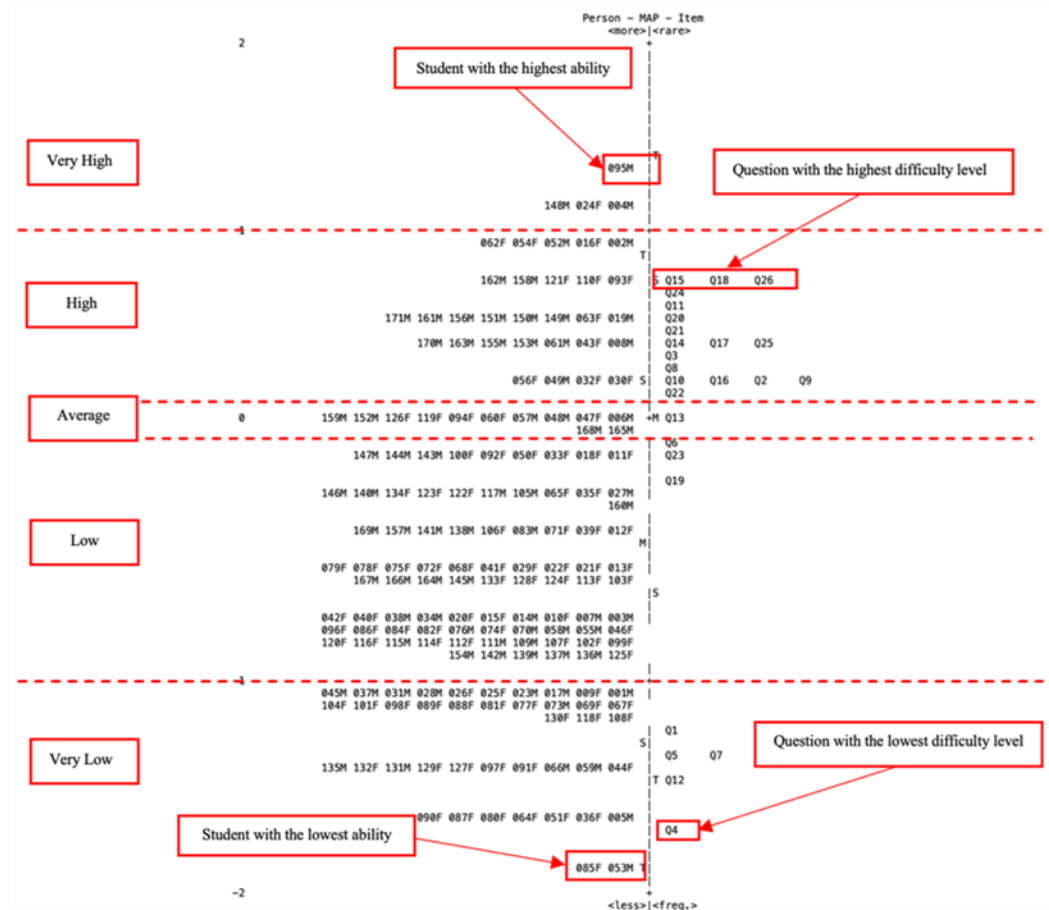 Person - MAP - Item
<more>|<rare>
2 +
Student with the highest ability
Very High
T
095M
Question with the highest difficulty level
148M 024F 004M
1 +
062F 054F 052M 016F 002M
T
162M 158M 121F 110F 093F S Q15 Q18 Q26
Q24
High
Q11
171M 161M 156M 151M 150M 149M 063F 019M Q20
Q21
170M 163M 155M 153M 061M 043F 008M Q14 Q17 Q25
Q3
Q8
056F 049M 032F 030F S| Q10 Q16 Q2 Q9
Q22
Average
0 159M 152M 126F 119F 094F 060F 057M 048M 047F 006M +M Q13
168M 165M
Q6
147M 144M 143M 100F 092F 050F 033F 018F 011F Q23
Q19
146M 140M 134F 123F 122F 117M 105M 065F 035F 027M
160M
169M 157M 141M 138M 106F 083M 071F 039F 012F
Low
M|
079F 078F 075F 072F 068F 041F 029F 022F 021F 013F
167M 166M 164M 145M 133F 128F 124F 113F 103F
|S
042F 040F 038M 034M 020F 015F 014M 010F 007M 003M
096F 086F 084F 082F 076M 074F 070M 058M 055M 046F
120F 116F 115M 114F 112F 111M 109M 107F 102F 099F
154M 142M 139M 137M 136M 125F
-1 +
045M 037M 031M 028M 026F 025F 023M 017M 009F 001M
104F 101F 098F 089F 088F 081F 077F 073M 069F 067F
130F 118F 108F
Q1
S|
Question with the lowest difficulty level
Very Low
Q5 Q7
135M 132F 131M 129F 127F 097F 091F 066M 059M 044F
|T Q12
090F 087F 080F 064F 051F 036F 005M
Q4
Student with the lowest ability
085F 053M T
-2 +
<less>|<freq.>